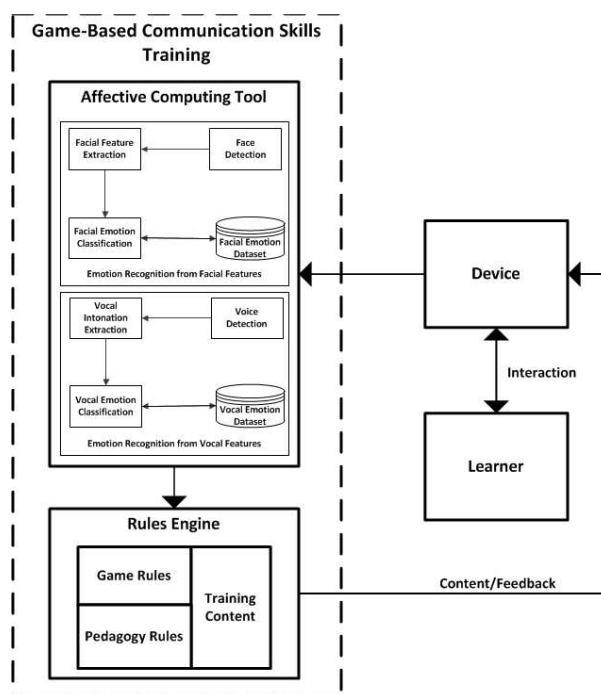 Game-Based Communication Skills
Training
Affective Computing Tool
Facial Feature
Extraction
Face
Detection
Facial Emotion
Classification
Facial Emotion
Dataset
Emotion Recognition from Facial Features
Vocal
Intonation
Extraction
Voice
Detection
Vocal Emotion
Classification
Vocal Emotion
Dataset
Emotion Recognition from Vocal Features
Device
Interaction
Learner
Rules Engine
Game Rules
Pedagogy Rules
Training
Content
Content/Feedback